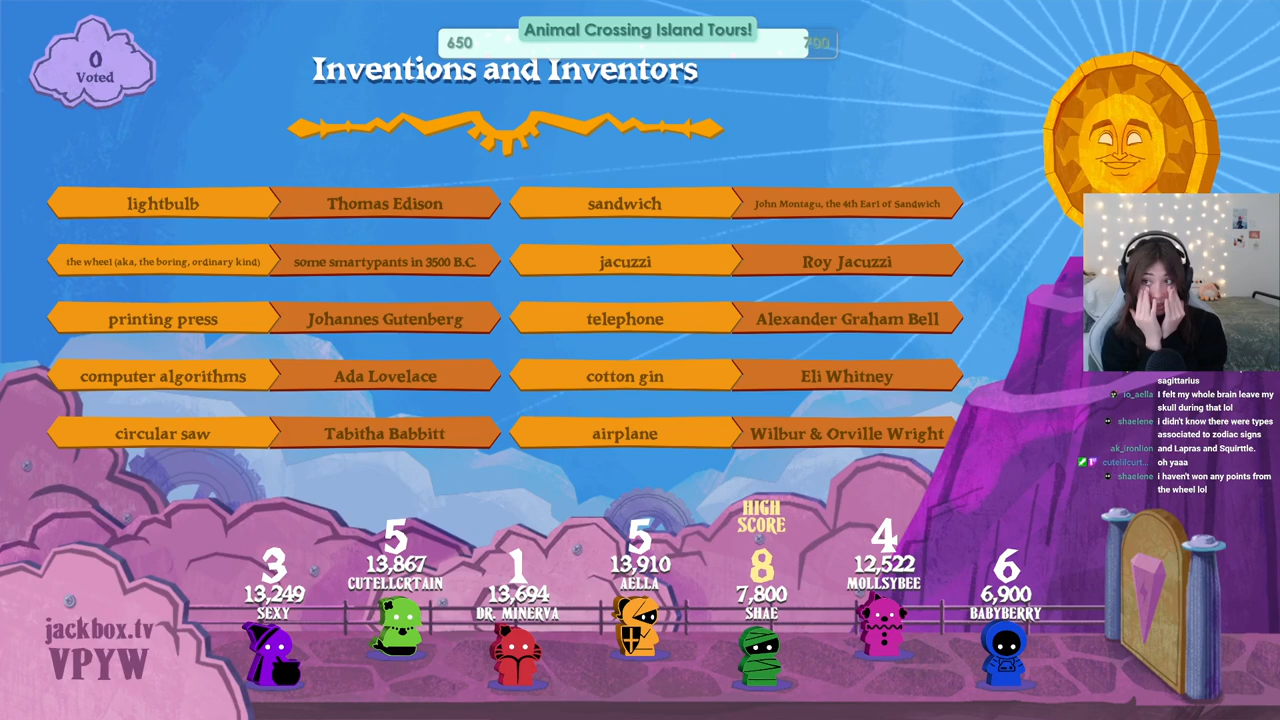 0
Voted
650
Animal Crossing Island Tours!
700
Inventions and Inventors
lightbulb Thomas Edison
sandwich John Montagu, the 4th Earl of Sandwich
the wheel (aka, the boring, ordinary kind) some smartypants in 3500 B.C.
jacuzzi Roy Jacuzzi
printing press Johannes Gutenberg
telephone Alexander Graham Bell
computer algorithms Ada Lovelace
cotton gin Eli Whitney
circular saw Tabitha Babbitt
airplane Wilbur & Orville Wright
sagittarius
io_aella I felt my whole brain leave my
skull during that lol
shaelene I didn't know there were types
associated to zodiac signs
ak_ironlion and Lapras and Squirttle.
cutelilcurt... oh yaaa
shaelene i haven't won any points from
the wheel lol
3
13,249
SEXY
5
13,867
CUTELLCRTAIN
1
13,694
DR. MINERVA
5
13,910
AELLA
HIGH
SCORE
8
7,800
SHAE
4
12,522
MOLLSYBEE
6
6,900
BABYBERRY
jackbox.tv
VPYW